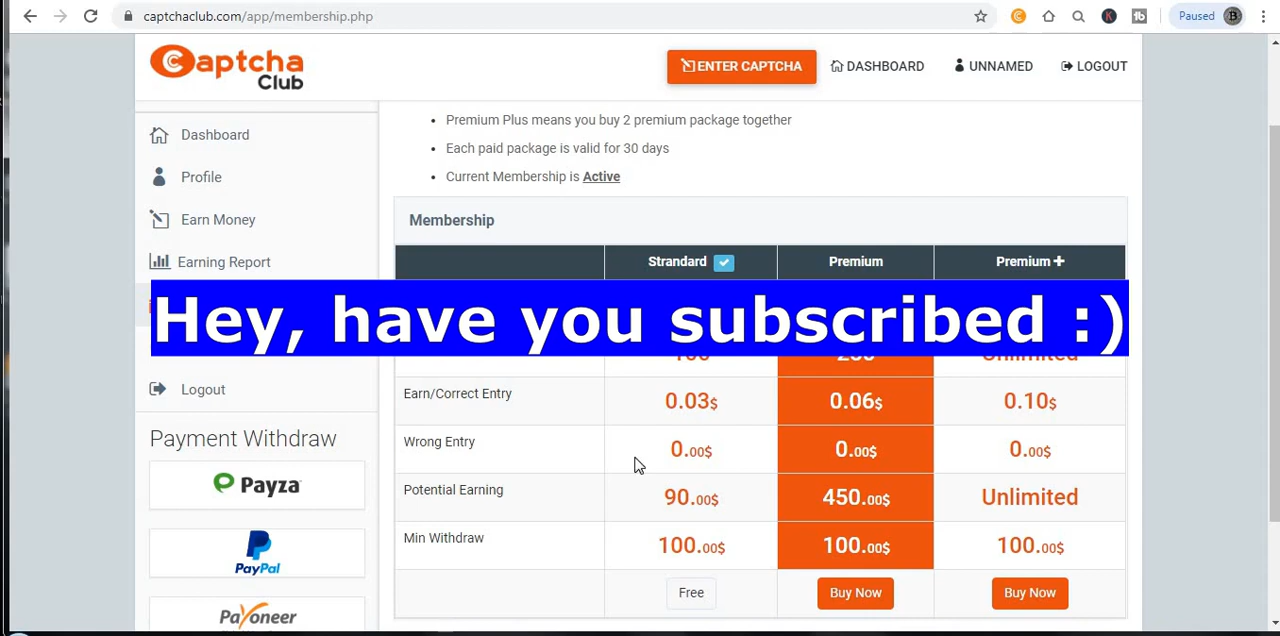 captchaclub.com/app/membership.php
Paused
Captcha Club
ENTER CAPTCHA
DASHBOARD
UNNAMED
LOGOUT
Dashboard
Profile
Earn Money
Earning Report
Logout
Payment Withdraw
Payza
PayPal
Payoneer
Premium Plus means you buy 2 premium package together
Each paid package is valid for 30 days
Current Membership is Active
Membership
Strandard Premium Premium +
Hey, have you subscribed :)
Unlimited
Earn/Correct Entry 0.03$ 0.06$ 0.10$
Wrong Entry 0.00$ 0.00$ 0.00$
Potential Earning 90.00$ 450.00$ Unlimited
Min Withdraw 100.00$ 100.00$ 100.00$
Free Buy Now Buy Now